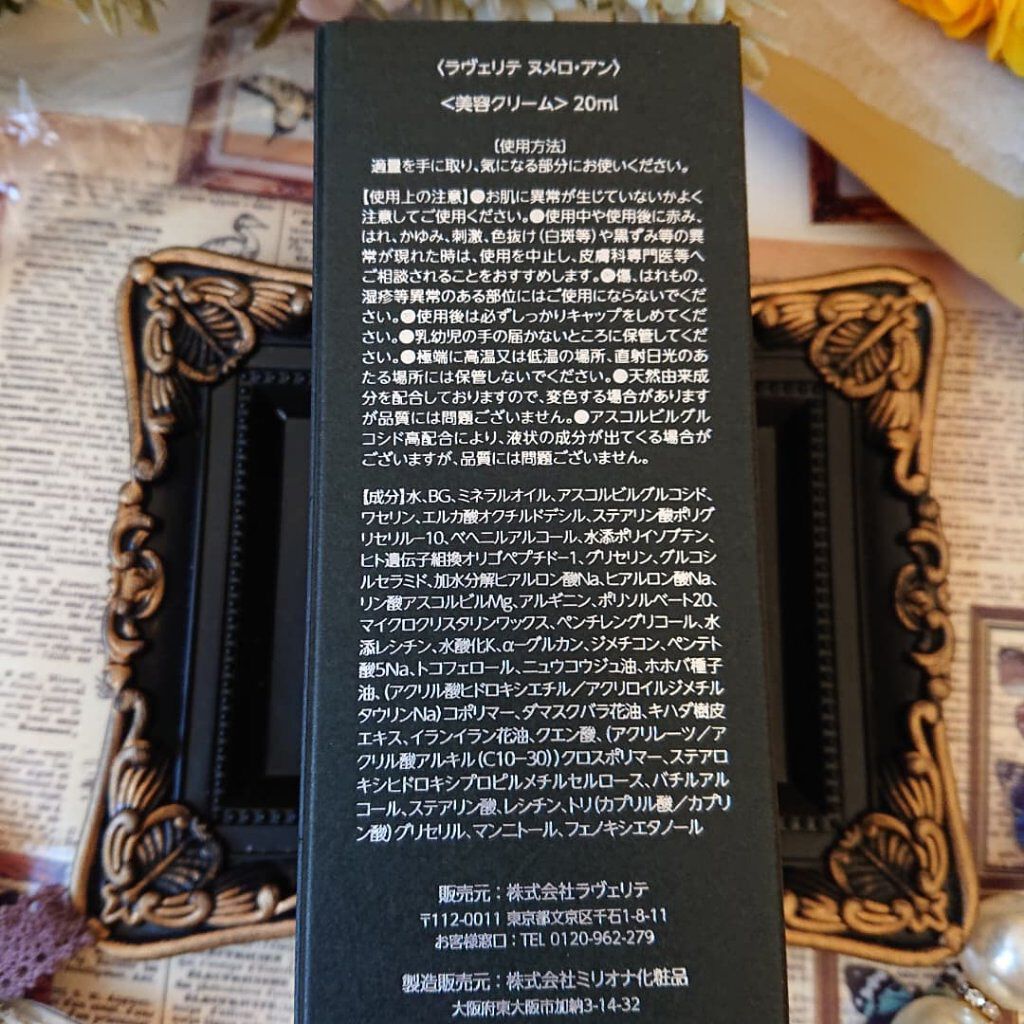 〈ラヴェリテ ヌメロ・アン〉
<美容クリーム> 20ml
〔使用方法〕
適量を手に取り、気になる部分にお使いください。
【使用上の注意】●お肌に異常が生じていないかよく
注意してご使用ください。●使用中や使用後に赤み、
はれ、かゆみ、刺激、色抜け(白斑等)や黒ずみ等の異
常が現れた時は、使用を中止し、皮膚科専門医等へ
ご相談されることをおすすめします。●傷、はれもの、
湿疹等異常のある部位にはご使用にならないでくだ
さい。●使用後は必ずしっかりキャップをしめてくだ
さい。●乳幼児の手の届かないところに保管してくだ
さい。●極端に高温又は低温の場所、直射日光のあ
たる場所には保管しないでください。●天然由来成
分を配合しておりますので、変色する場合があります
が品質には問題ございません。●アスコルビルグル
コシド高配合により、液状の成分が出てくる場合が
ございますが、品質には問題ございません。
【成分】水、BG、ミネラルオイル、アスコルビルグルコシド、
ワセリン、エルカ酸オクチルドデシル、ステアリン酸ポリグ
リセリル-10、ベヘニルアルコール、水添ポリイソブテン、
ヒト遺伝子組換オリゴペプチド-1、グリセリン、グルコシ
ルセラミド、加水分解ヒアルロン酸Na、ヒアルロン酸Na、
リン酸アスコルビルMg、アルギニン、ポリソルベート20、
マイクロクリスタリンワックス、ペンチレングリコール、水
添レシチン、水酸化K、α-グルカン、ジメチコン、ペンテト
酸5Na、トコフェロール、ニュウコウジュ油、ホホバ種子
油、(アクリル酸ヒドロキシエチル/アクリロイルジメチル
タウリンNa)コポリマー、ダマスクバラ花油、キハダ樹皮
エキス、イランイラン花油、クエン酸、(アクリレーツ/ア
クリル酸アルキル(C10-30))クロスポリマー、ステアロ
キシヒドロキシプロピルメチルセルロース、バチルアル
コール、ステアリン酸、レシチン、トリ(カプリル酸/カプリ
ン酸)グリセリル、マンニトール、フェノキシエタノール
販売元:株式会社ラヴェリテ
〒112-0011 東京都文京区千石1-8-11
お客様窓口:TEL 0120-962-279
製造販売元:株式会社ミリオナ化粧品
大阪府東大阪市加納3-14-32